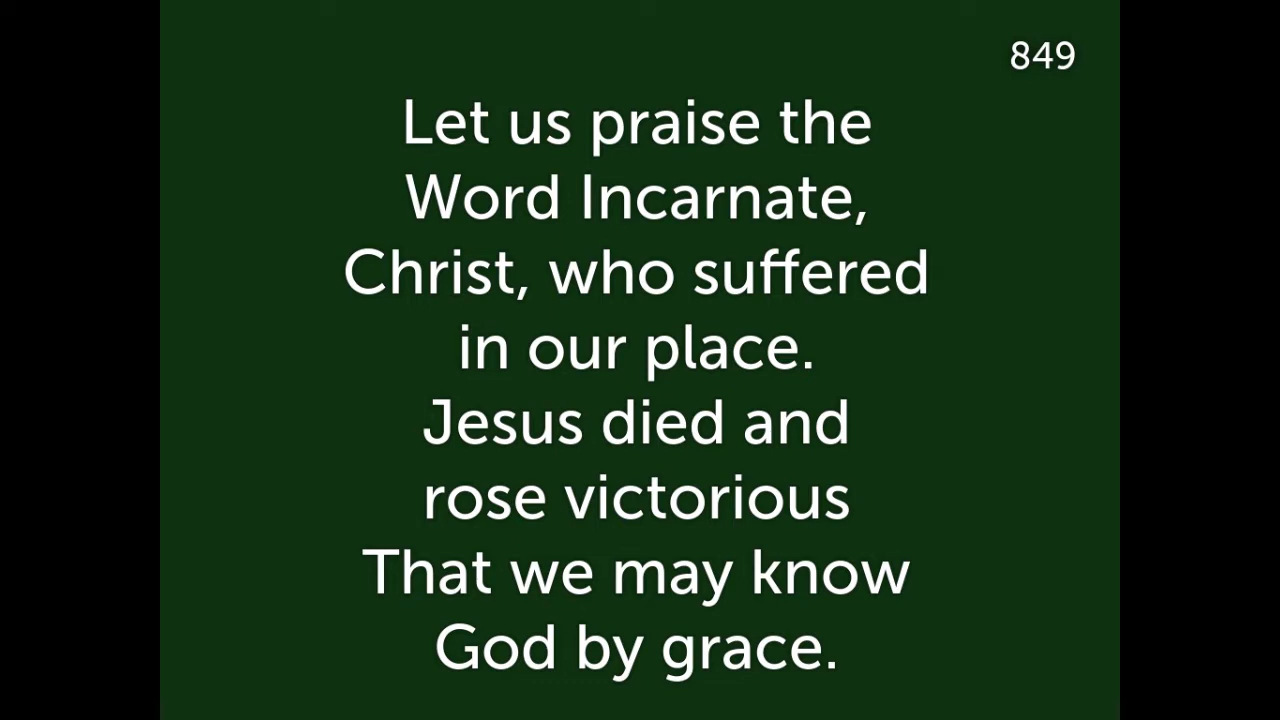 849
Let us praise the
Word Incarnate,
Christ, who suffered
in our place.
Jesus died and
rose victorious
That we may know
God by grace.